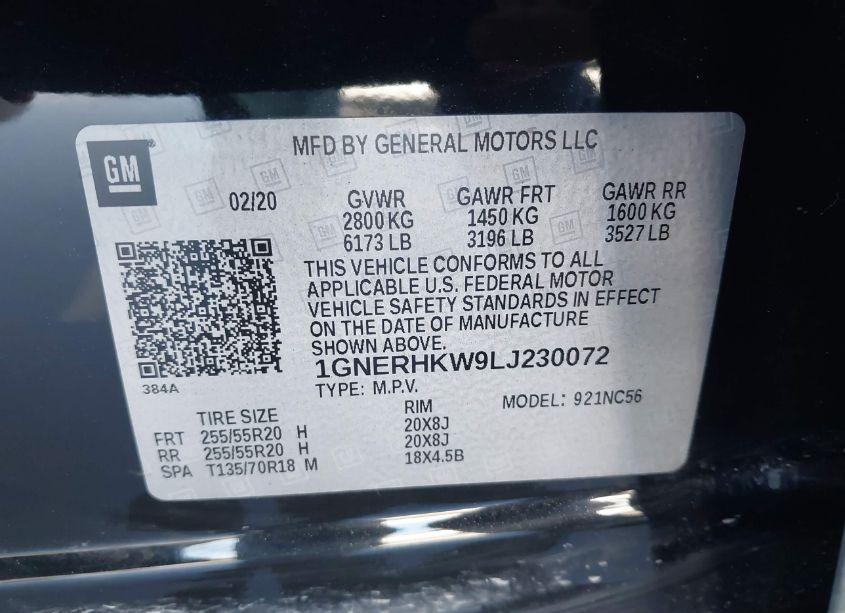 GM
MFD BY GENERAL MOTORS LLC
02/20
GVWR GAWR FRT GAWR RR
2800 KG 1450 KG 1600 KG
6173 LB 3196 LB 3527 LB
THIS VEHICLE CONFORMS TO ALL
APPLICABLE U.S. FEDERAL MOTOR
VEHICLE SAFETY STANDARDS IN EFFECT
ON THE DATE OF MANUFACTURE
SHOWN ABOVE.
1GNERHKW9LJ230072
384A
TYPE: M.P.V. MODEL: 921NC56
TIRE SIZE RIM
FRT 255/55R20 H 20X8J
RR 255/55R20 H 20X8J
SPA T135/70R18 M 18X4.5B